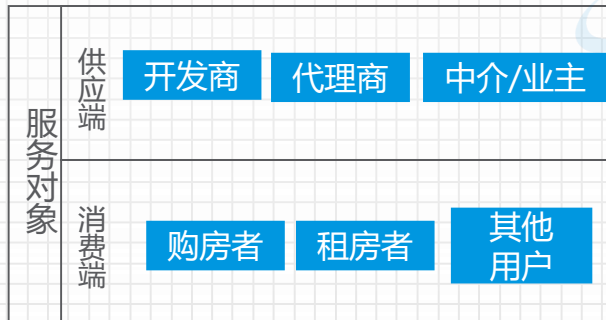 服务对象
供应端
开发商
代理商
中介/业主
消费端
购房者
租房者
其他
用户